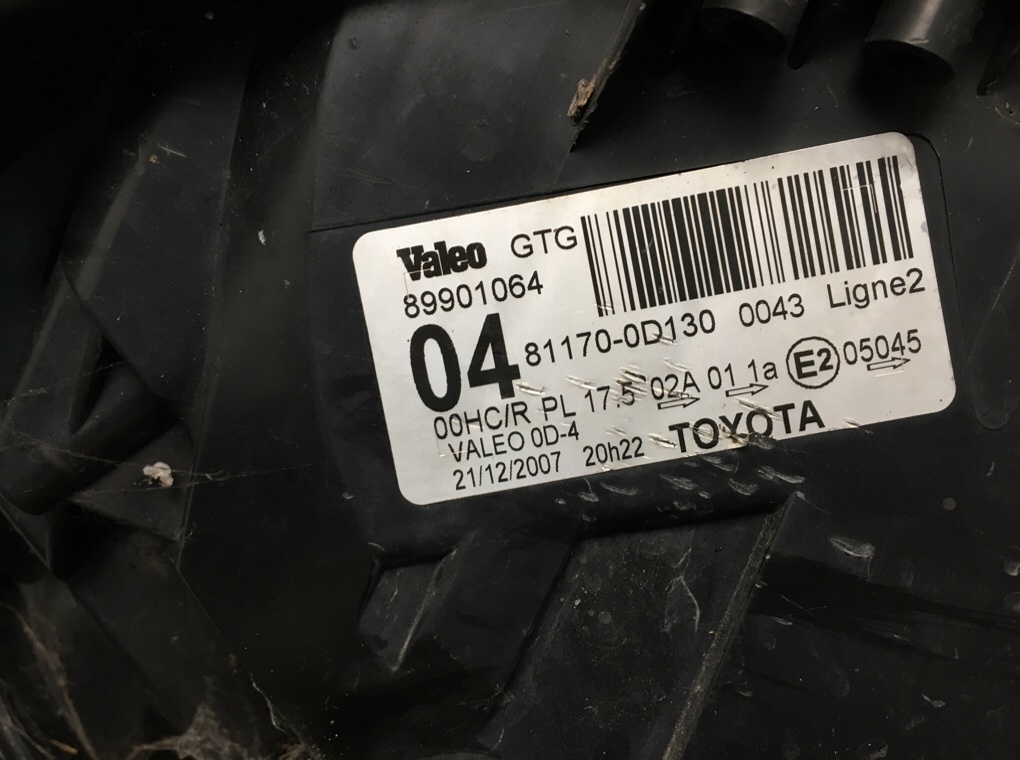 Valeo GTG
89901064
04 81170-0D130 0043 Ligne2
00HC/R PL 17.5 02A 01 1a E2 05045
VALEO 0D-4
21/12/2007 20h22 TOYOTA